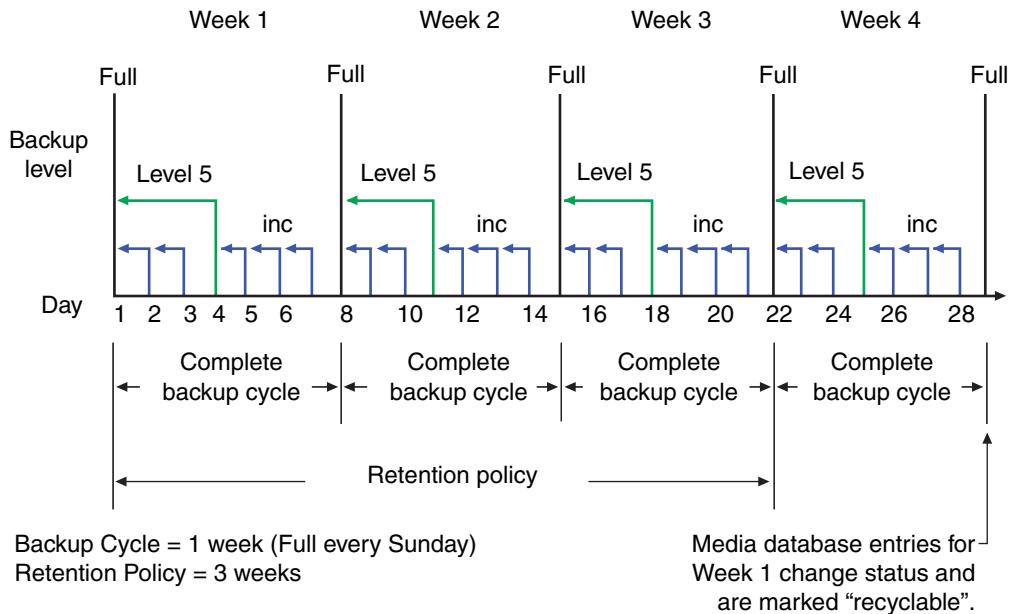 Week 1 Week 2 Week 3 Week 4
Full Full Full Full Full
Backup
level
Level 5 Level 5 Level 5 Level 5
inc inc inc inc
Day
1 2 3 4 5 6 8 10 12 14 16 18 20 22 24 26 28
Complete Complete Complete Complete
backup cycle backup cycle backup cycle backup cycle
Retention policy
Backup Cycle = 1 week (Full every Sunday)
Retention Policy = 3 weeks
Media database entries for
Week 1 change status and
are marked “recyclable”.